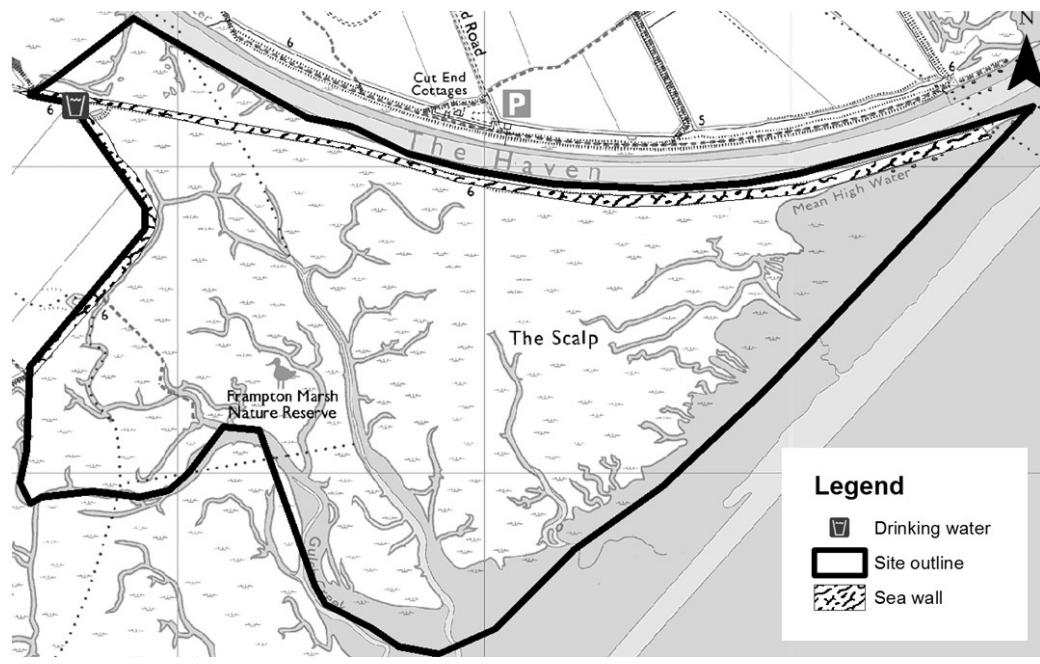 N
6
6
Road
P
Cut End
Cottages
5
6
The Haven
6
Mean High Water
6
The Scalp
Frampton Marsh
Nature Reserve
Legend
Drinking water
Site outline
Sea wall